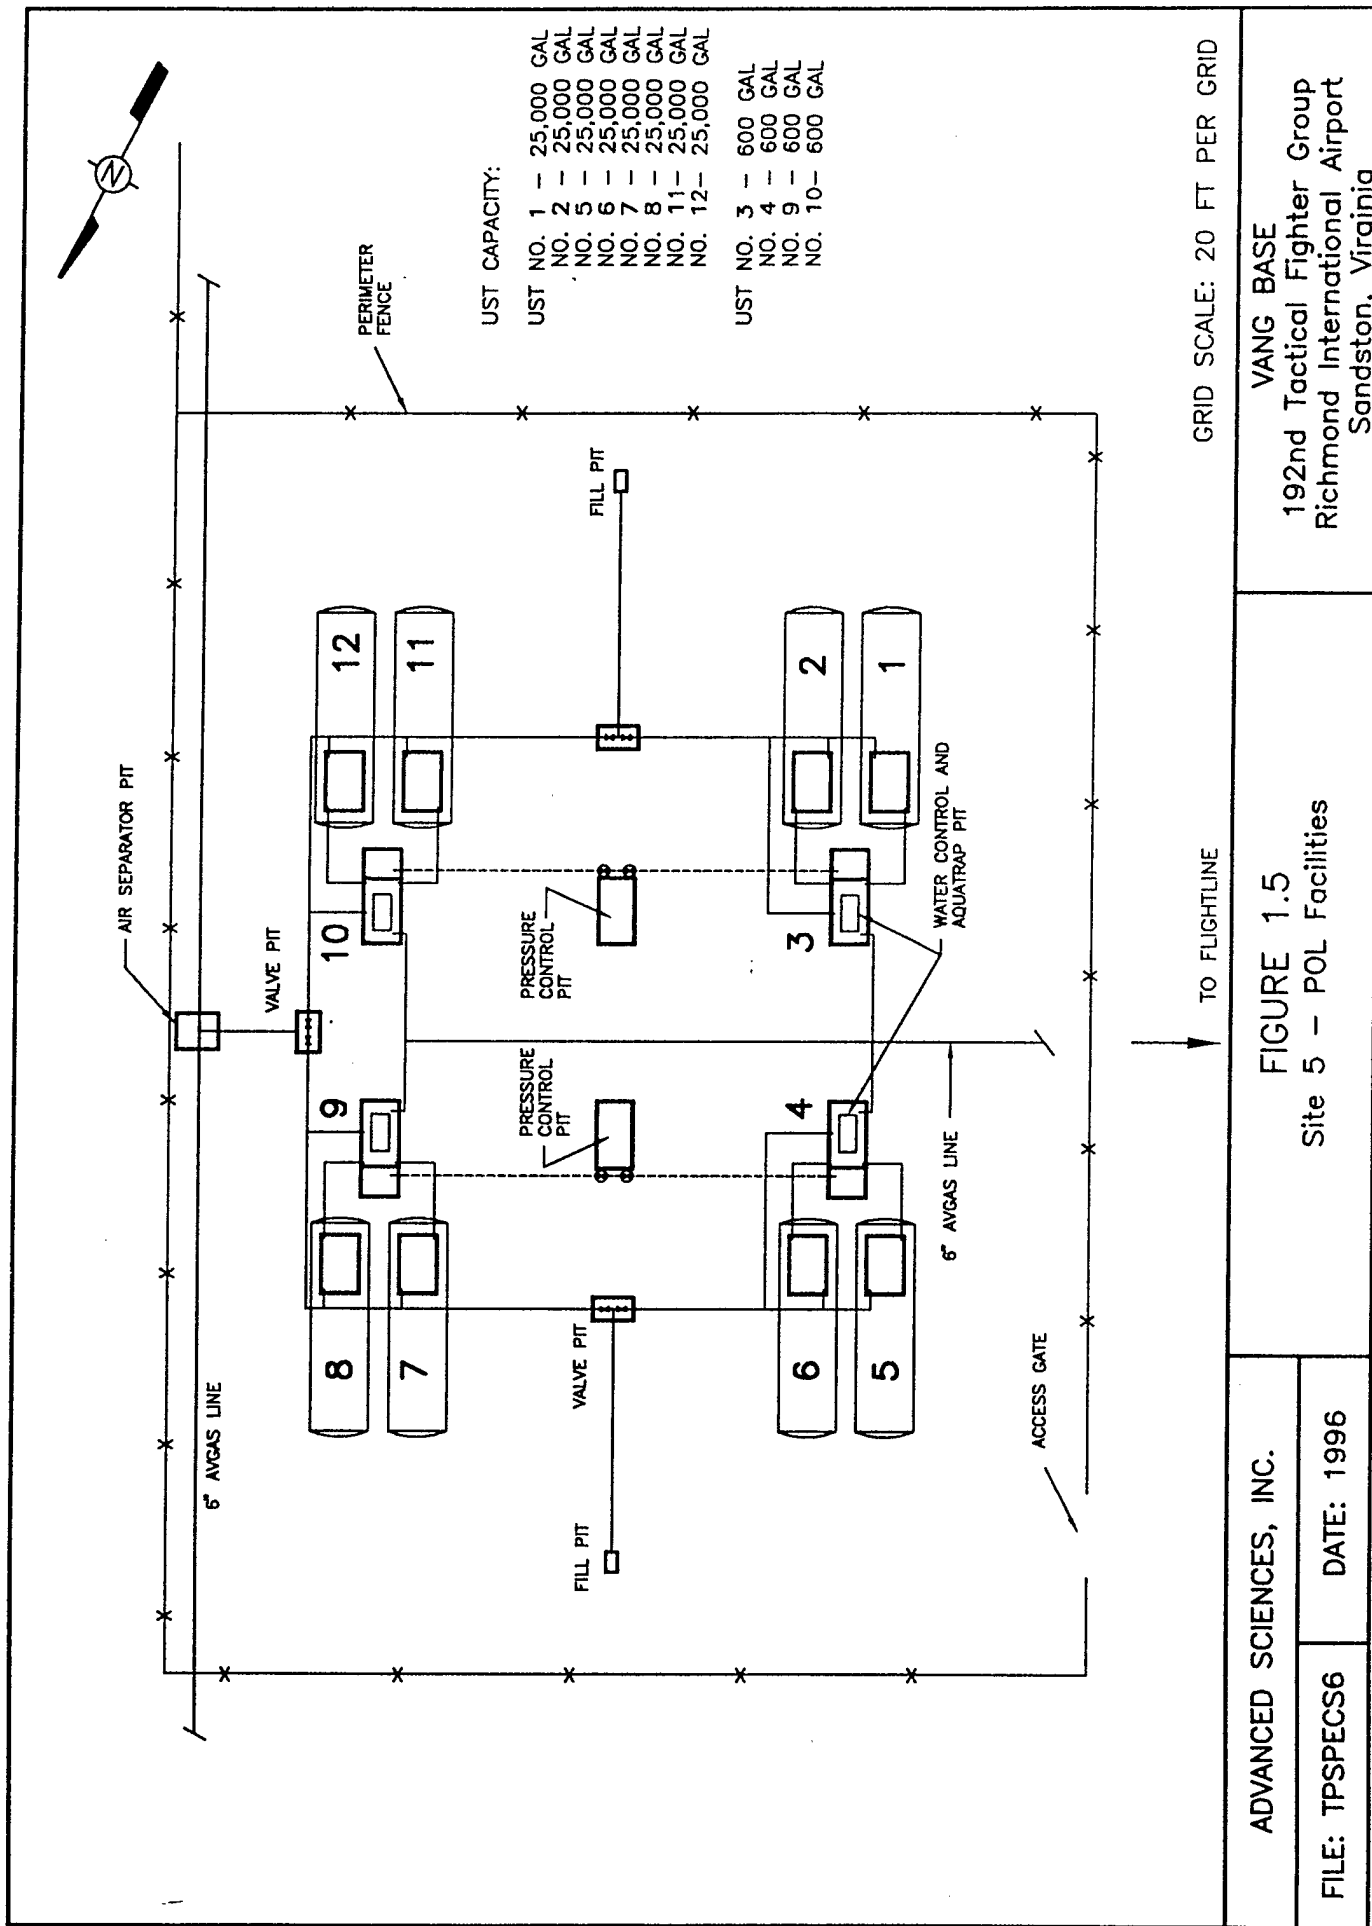 AIR SEPARATOR PIT
6" AVGAS LINE
VALVE PIT
PERIMETER
FENCE
N
UST CAPACITY:
UST NO. 1 - 25,000 GAL
NO. 2 - 25,000 GAL
NO. 5 - 25,000 GAL
NO. 6 - 25,000 GAL
NO. 7 - 25,000 GAL
NO. 8 - 25,000 GAL
NO. 11- 25,000 GAL
NO. 12- 25,000 GAL
UST NO. 3 - 600 GAL
NO. 4 - 600 GAL
NO. 9 - 600 GAL
NO. 10- 600 GAL
8
9
10
12
7
11
PRESSURE
CONTROL
PIT
PRESSURE
CONTROL
PIT
FILL PIT
VALVE PIT
FILL PIT
6
4
3
2
5
1
6" AVGAS LINE
WATER CONTROL AND
AQUATRAP PIT
ACCESS GATE
TO FLIGHTLINE
GRID SCALE: 20 FT PER GRID
ADVANCED SCIENCES, INC.
FILE: TPSPECS6
DATE: 1996
FIGURE 1.5
Site 5 - POL Facilities
VANG BASE
192nd Tactical Fighter Group
Richmond International Airport
Sandston, Virginia